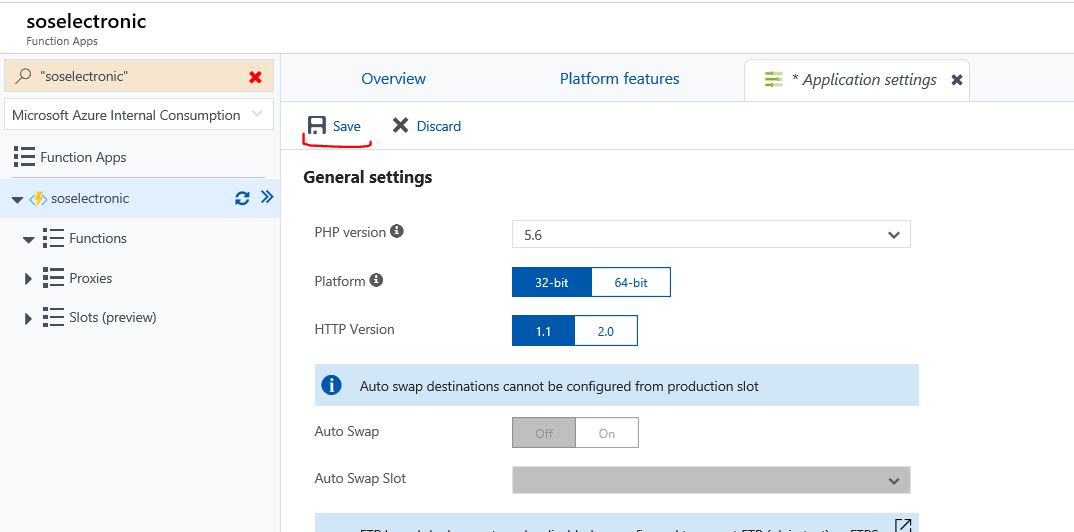 soselectronic
Function Apps
"soselectronic"
Microsoft Azure Internal Consumption
Function Apps
soselectronic
Functions
Proxies
Slots (preview)
Overview
Platform features
* Application settings
Save
Discard
General settings
PHP version
5.6
Platform
32-bit
64-bit
HTTP Version
1.1
2.0
Auto swap destinations cannot be configured from production slot
Auto Swap
Off
On
Auto Swap Slot